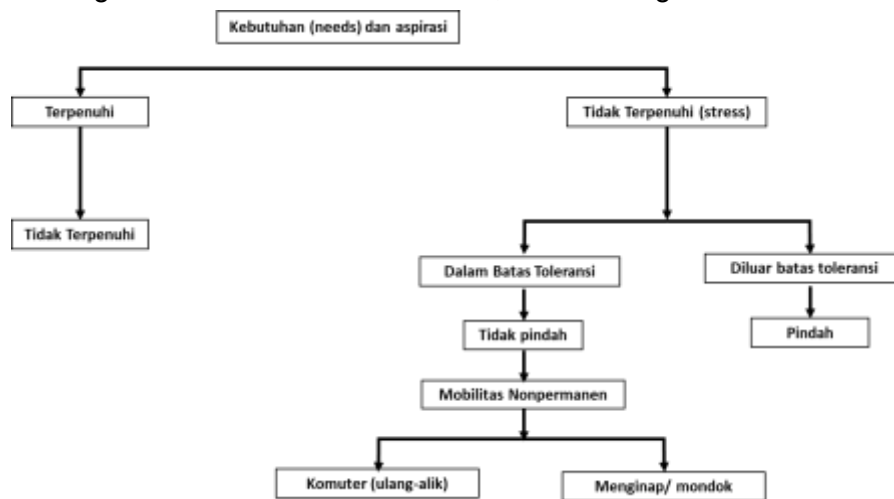 Kebutuhan (needs) dan aspirasi
Terpenuhi
Tidak Terpenuhi (stress)
Tidak Terpenuhi
Dalam Batas Toleransi
Diluar batas toleransi
Tidak pindah
Pindah
Mobilitas Nonpermanen
Komuter (ulang-alik)
Menginap/ mondok